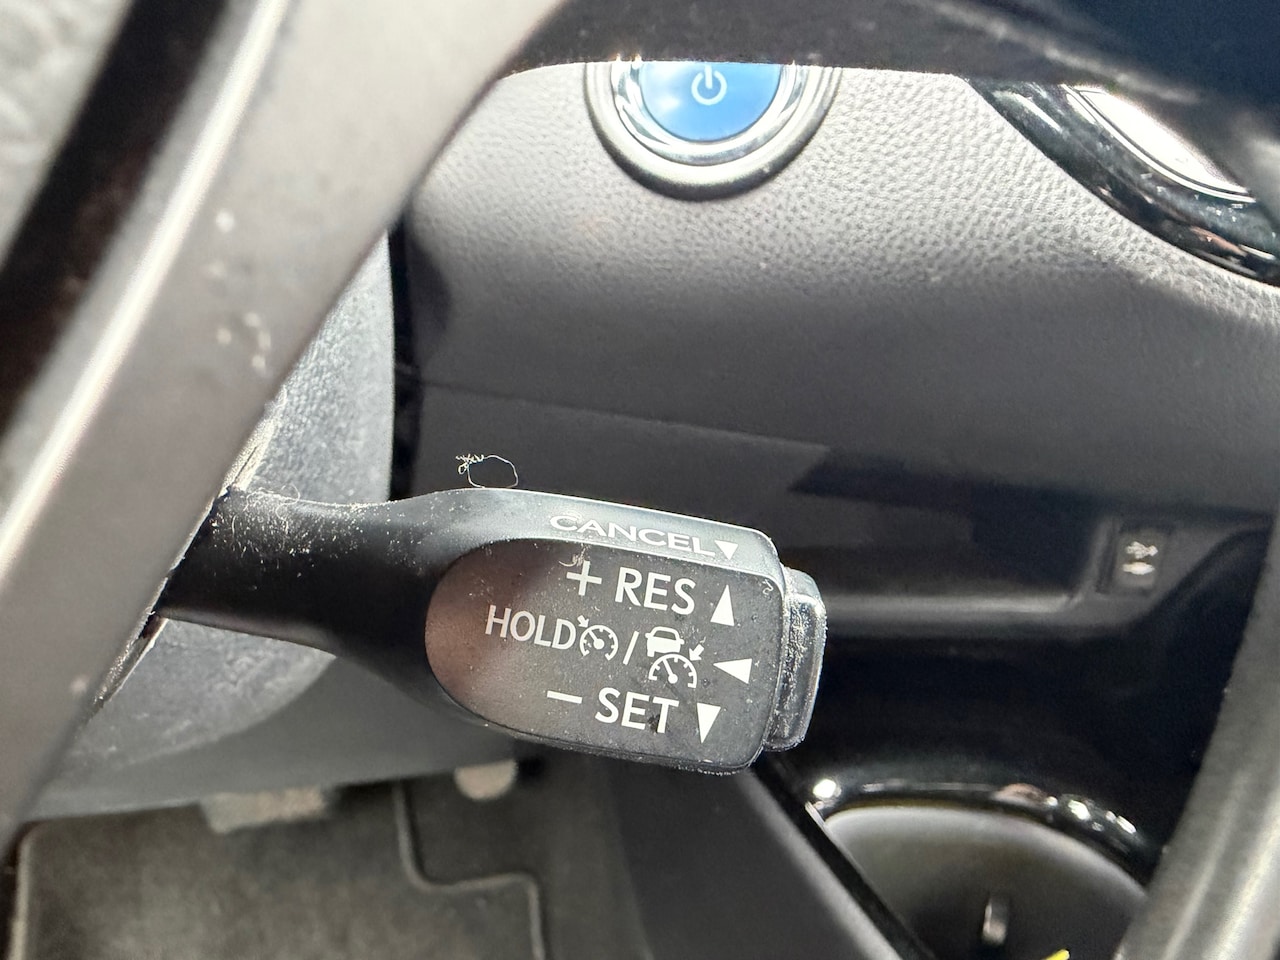 CANCEL▼
+ RES ▲
HOLD / ◀
− SET ▼